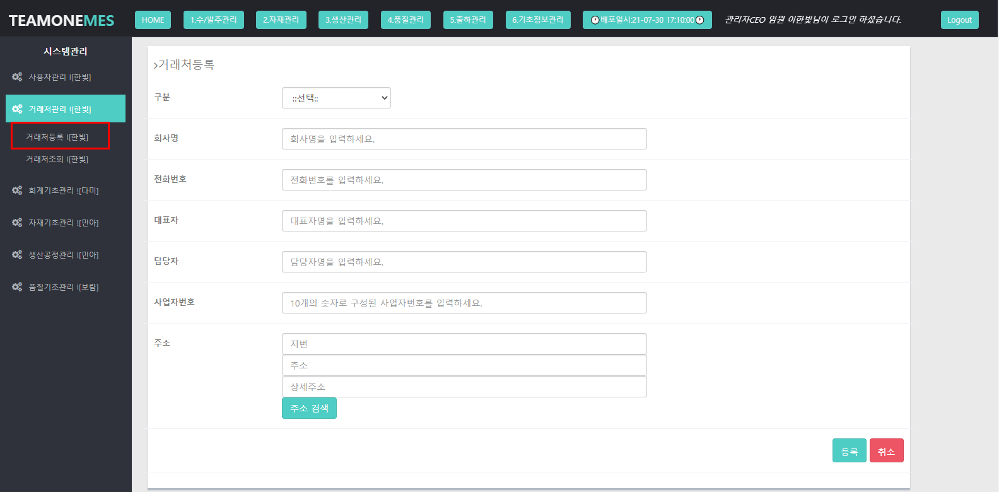 TEAMONEMES
HOME
1.수/발주관리
2.자재관리
3.생산관리
4.품질관리
5.출하관리
6.기초정보관리
배포일시:21-07-30 17:10:00
관리자CEO 임원 이한빛님이 로그인 하셨습니다.
Logout
시스템관리
사용자관리 ![한빛]
거래처관리 ![한빛]
거래처등록 ![한빛]
거래처조회 ![한빛]
회계기초관리 ![다미]
자재기초관리 ![민아]
생산공정관리 ![민아]
품질기초관리 ![보람]
>거래처등록
구분
::선택::
회사명
회사명을 입력하세요.
전화번호
전화번호를 입력하세요.
대표자
대표자명을 입력하세요.
담당자
담당자명을 입력하세요.
사업자번호
10개의 숫자로 구성된 사업자번호를 입력하세요.
주소
지번
주소
상세주소
주소 검색
등록
취소